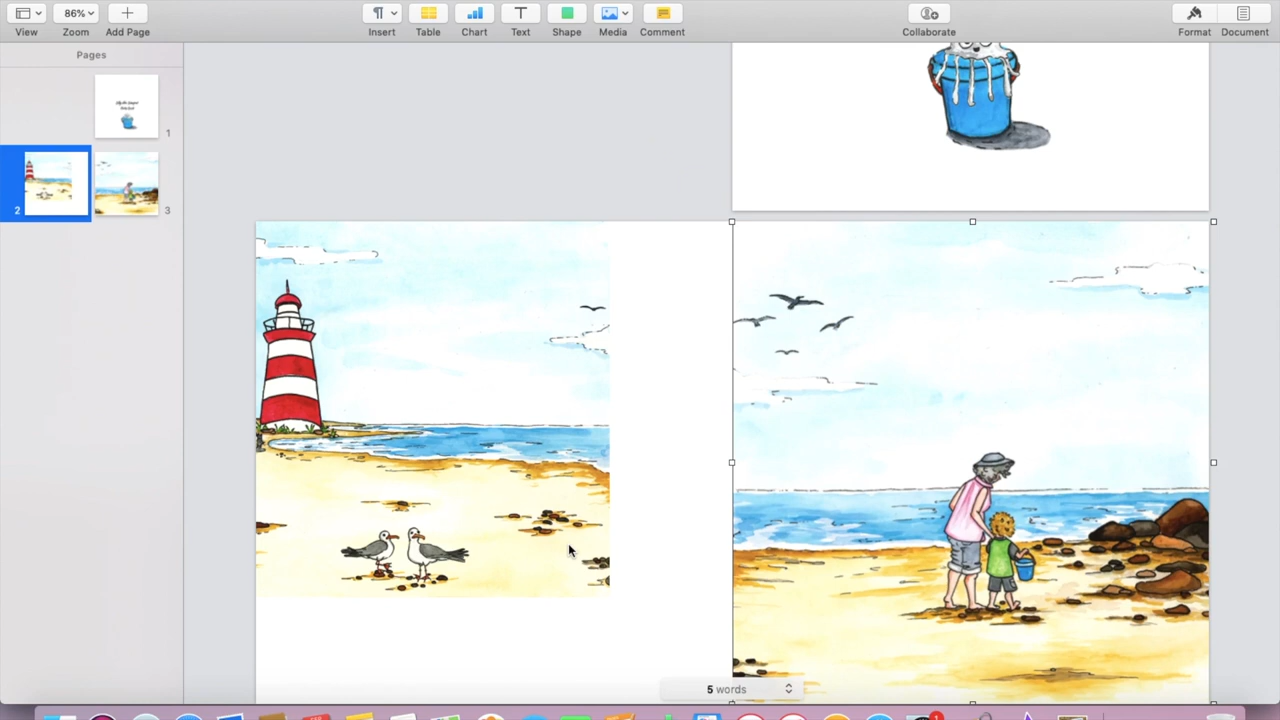 View
86%
Zoom
Add Page
Insert
Table
Chart
Text
Shape
Media
Comment
Collaborate
Format
Document
Pages
1
2
3
5 words
1